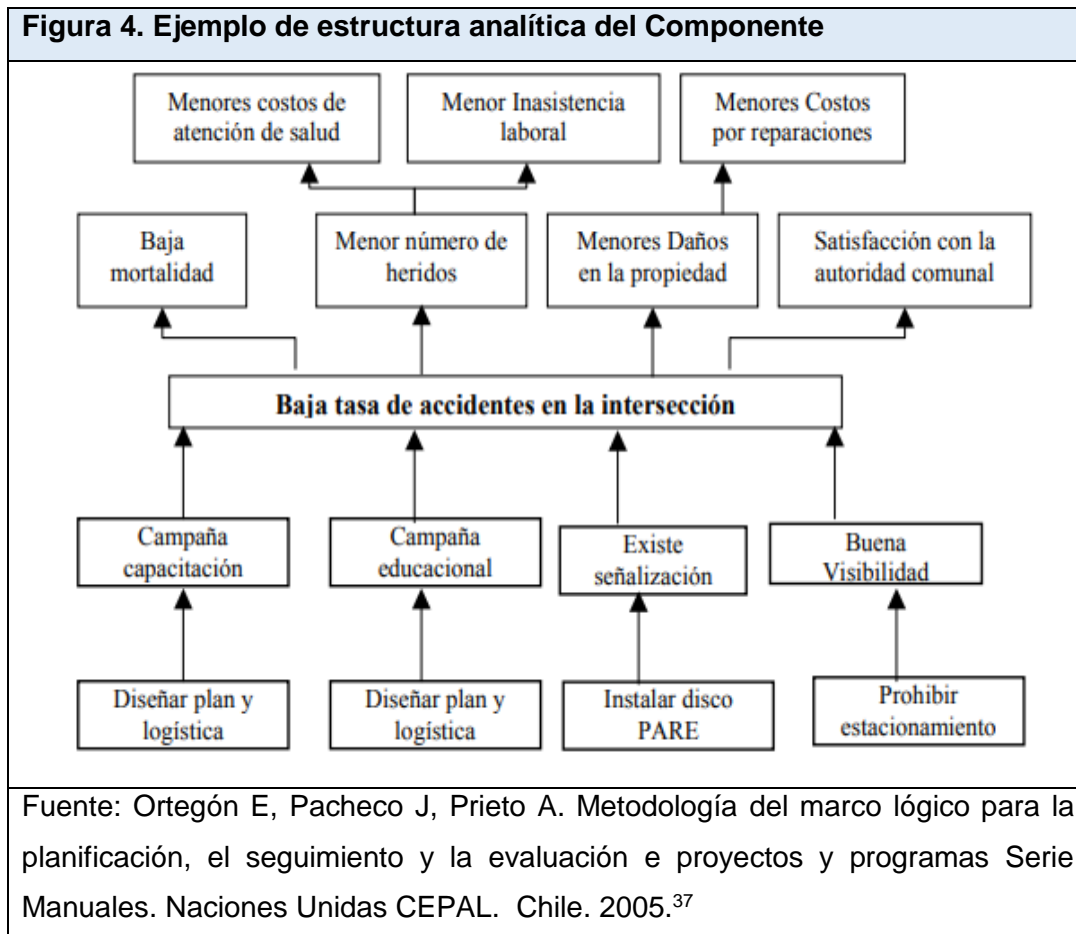 Figura 4. Ejemplo de estructura analítica del Componente
Menores costos de
atención de salud
Menor Inasistencia
laboral
Menores Costos
por reparaciones
Baja
mortalidad
Menor número de
heridos
Menores Daños
en la propiedad
Satisfacción con la
autoridad comunal
Baja tasa de accidentes en la intersección
Campaña
capacitación
Campaña
educacional
Existe
señalización
Buena
Visibilidad
Diseñar plan y
logística
Diseñar plan y
logística
Instalar disco
PARE
Prohibir
estacionamiento
Fuente: Ortegón E, Pacheco J, Prieto A. Metodología del marco lógico para la
planificación, el seguimiento y la evaluación e proyectos y programas Serie
Manuales. Naciones Unidas CEPAL. Chile. 2005.37